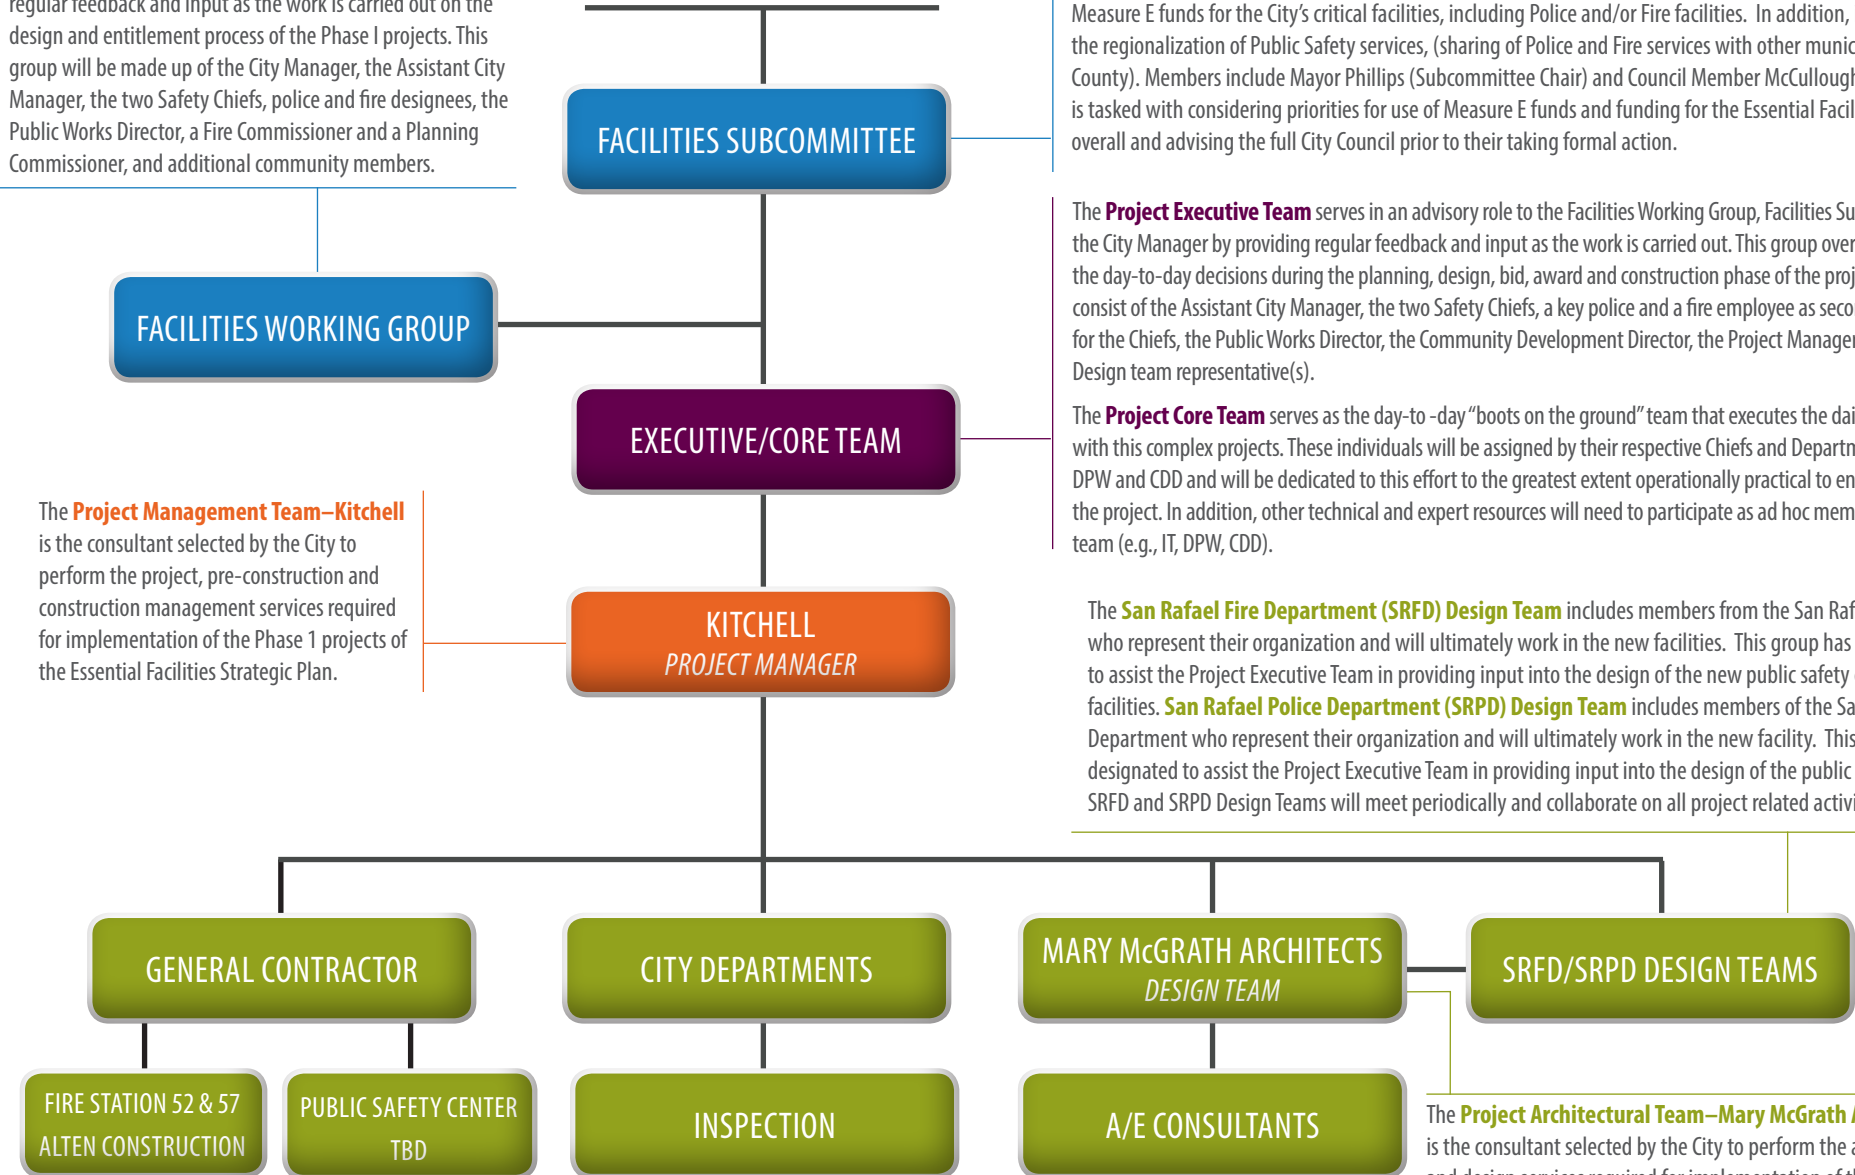 regular feedback and input as the work is carried out on the
design and entitlement process of the Phase I projects. This
group will be made up of the City Manager, the Assistant City
Manager, the two Safety Chiefs, police and fire designees, the
Public Works Director, a Fire Commissioner and a Planning
Commissioner, and additional community members.
Measure E funds for the City's critical facilities, including Police and/or Fire facilities. In addition,
the regionalization of Public Safety services, (sharing of Police and Fire services with other munic
County). Members include Mayor Phillips (Subcommittee Chair) and Council Member McCullough
is tasked with considering priorities for use of Measure E funds and funding for the Essential Facil
overall and advising the full City Council prior to their taking formal action.
FACILITIES SUBCOMMITTEE
The Project Executive Team serves in an advisory role to the Facilities Working Group, Facilities Su
the City Manager by providing regular feedback and input as the work is carried out. This group over
the day-to-day decisions during the planning, design, bid, award and construction phase of the proj
consist of the Assistant City Manager, the two Safety Chiefs, a key police and a fire employee as seco
for the Chiefs, the Public Works Director, the Community Development Director, the Project Manager
Design team representative(s).
FACILITIES WORKING GROUP
The Project Core Team serves as the day-to -day "boots on the ground" team that executes the dai
with this complex projects. These individuals will be assigned by their respective Chiefs and Departm
DPW and CDD and will be dedicated to this effort to the greatest extent operationally practical to en
the project. In addition, other technical and expert resources will need to participate as ad hoc mem
team (e.g., IT, DPW, CDD).
EXECUTIVE/CORE TEAM
The Project Management Team–Kitchell
is the consultant selected by the City to
perform the project, pre-construction and
construction management services required
for implementation of the Phase 1 projects of
the Essential Facilities Strategic Plan.
KITCHELL
PROJECT MANAGER
The San Rafael Fire Department (SRFD) Design Team includes members from the San Raf
who represent their organization and will ultimately work in the new facilities. This group has
to assist the Project Executive Team in providing input into the design of the new public safety
facilities. San Rafael Police Department (SRPD) Design Team includes members of the Sa
Department who represent their organization and will ultimately work in the new facility. This
designated to assist the Project Executive Team in providing input into the design of the public
SRFD and SRPD Design Teams will meet periodically and collaborate on all project related activi
GENERAL CONTRACTOR
CITY DEPARTMENTS
MARY McGRATH ARCHITECTS
DESIGN TEAM
SRFD/SRPD DESIGN TEAMS
FIRE STATION 52 & 57
ALTEN CONSTRUCTION
PUBLIC SAFETY CENTER
TBD
INSPECTION
A/E CONSULTANTS
The Project Architectural Team–Mary McGrath A
is the consultant selected by the City to perform the a
and design services required for implementation of th